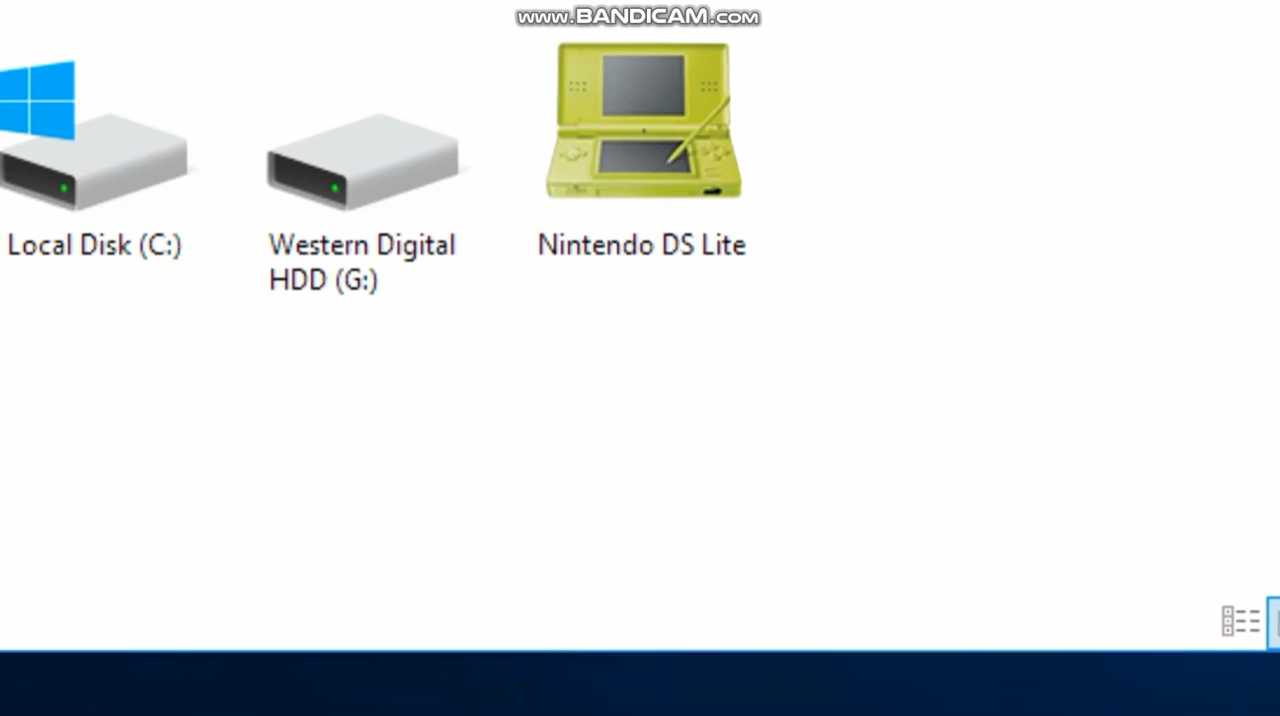 www.BANDICAM.com
Local Disk (C:)
Western Digital
HDD (G:)
Nintendo DS Lite